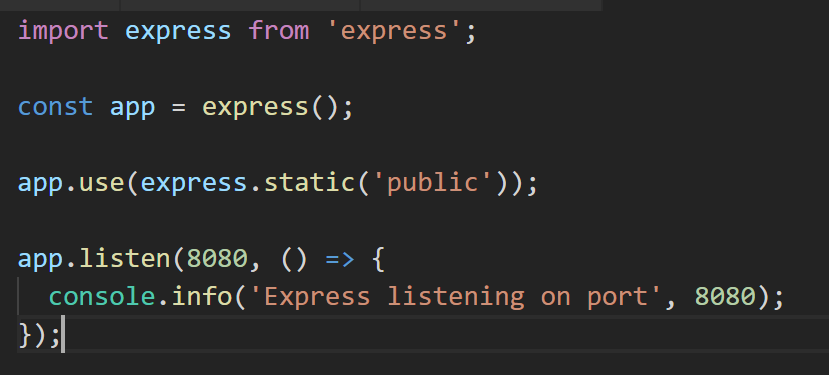 import express from 'express';
const app = express();
app.use(express.static('public'));
app.listen(8080, () => {
  console.info('Express listening on port', 8080);
});